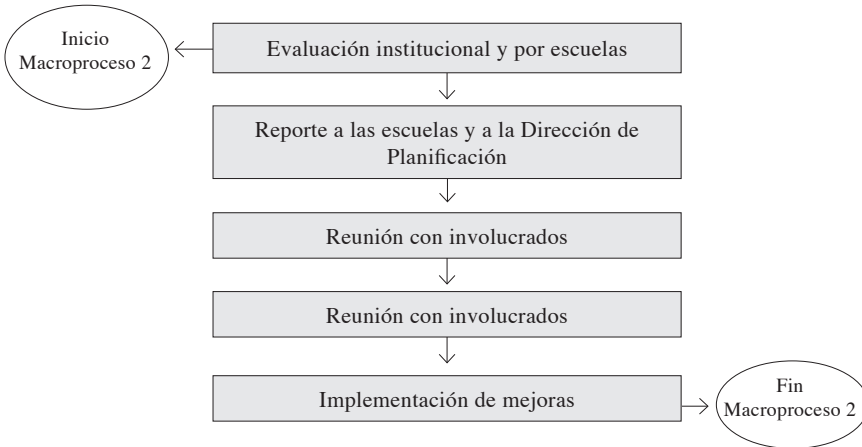 Inicio
Macroproceso 2
Evaluación institucional y por escuelas
Reporte a las escuelas y a la Dirección de
Planificación
Reunión con involucrados
Reunión con involucrados
Implementación de mejoras
Fin
Macroproceso 2